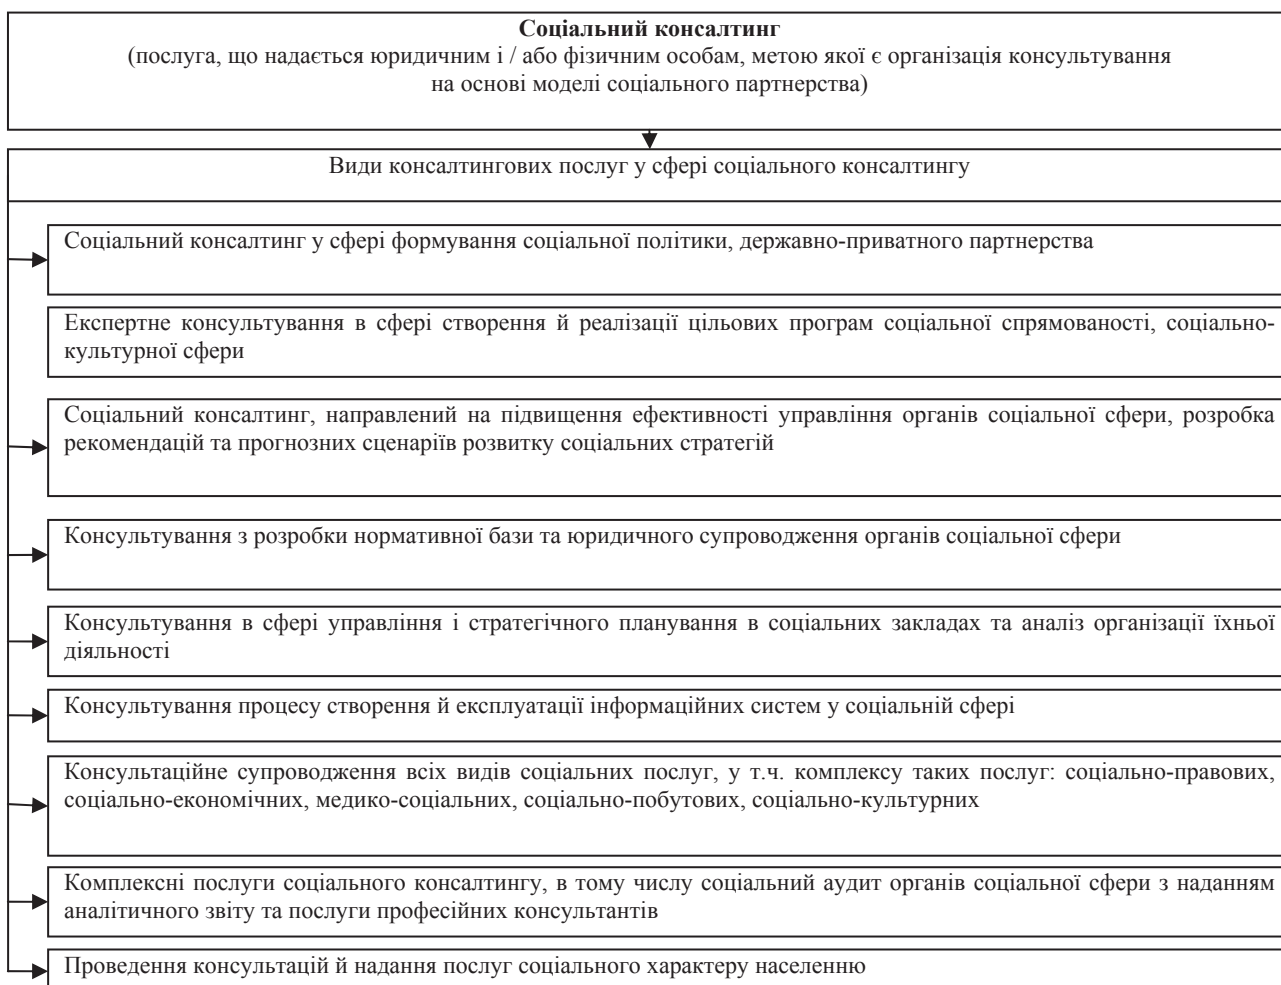 Соціальний консалтинг
(послуга, що надається юридичним і / або фізичним особам, метою якої є організація консультування
на основі моделі соціального партнерства)
Види консалтингових послуг у сфері соціального консалтингу
Соціальний консалтинг у сфері формування соціальної політики, державно-приватного партнерства
Експертне консультування в сфері створення й реалізації цільових програм соціальної спрямованості, соціально-
культурної сфери
Соціальний консалтинг, направлений на підвищення ефективності управління органів соціальної сфери, розробка
рекомендацій та прогнозних сценаріїв розвитку соціальних стратегій
Консультування з розробки нормативної бази та юридичного супроводження органів соціальної сфери
Консультування в сфері управління і стратегічного планування в соціальних закладах та аналіз організації їхньої
діяльності
Консультування процесу створення й експлуатації інформаційних систем у соціальній сфері
Консультаційне супроводження всіх видів соціальних послуг, у т.ч. комплексу таких послуг: соціально-правових,
соціально-економічних, медико-соціальних, соціально-побутових, соціально-культурних
Комплексні послуги соціального консалтингу, в тому числу соціальний аудит органів соціальної сфери з наданням
аналітичного звіту та послуги професійних консультантів
Проведення консультацій й надання послуг соціального характеру населенню